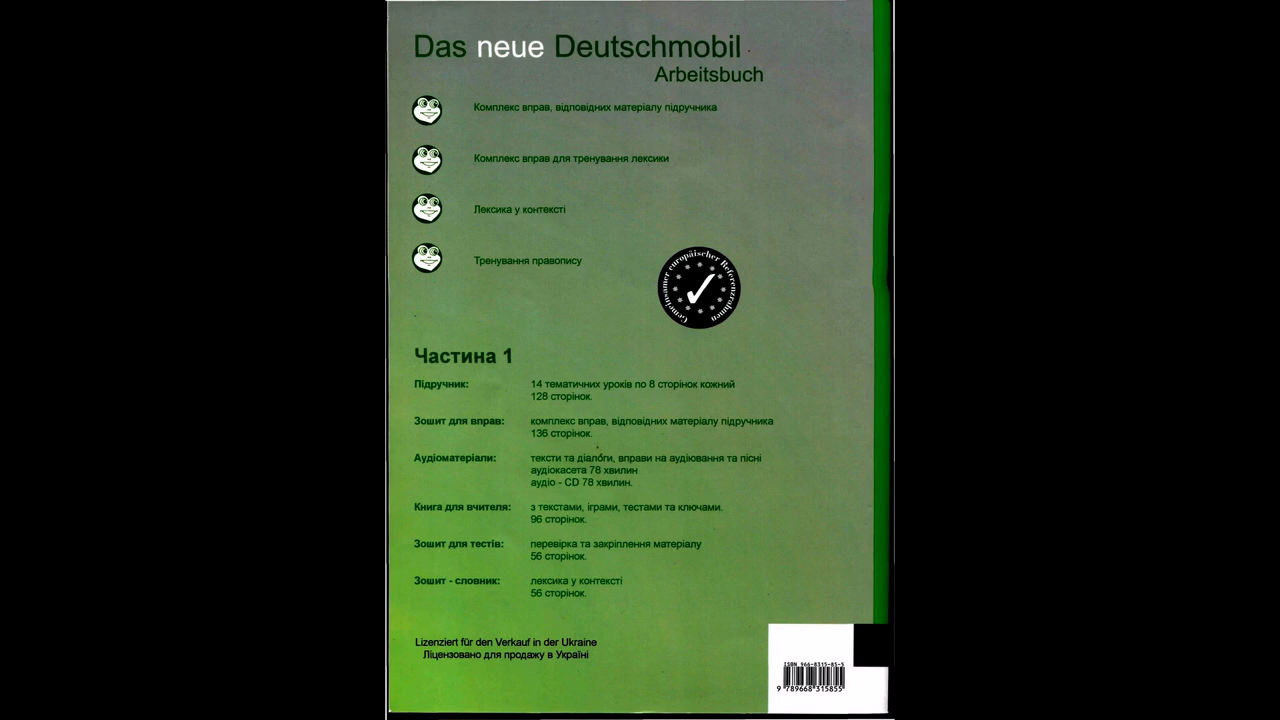 Das neue Deutschmobil
Arbeitsbuch
Комплекс вправ, відповідних матеріалу підручника
Комплекс вправ для тренування лексики
Лексика у контексті
Тренування правопису
Gemeinsamer europäischer Referenzrahmen
Частина 1
Підручник: 14 тематичних уроків по 8 сторінок кожний
128 сторінок.
Зошит для вправ: комплекс вправ, відповідних матеріалу підручника
136 сторінок.
Аудіоматеріали: тексти та діалоги, вправи на аудіювання та пісні
аудіокасета 78 хвилин
аудіо - CD 78 хвилин.
Книга для вчителя: з текстами, іграми, тестами та ключами.
96 сторінок.
Зошит для тестів: перевірка та закріплення матеріалу
56 сторінок.
Зошит - словник: лексика у контексті
56 сторінок.
Lizenziert für den Verkauf in der Ukraine
Ліцензовано для продажу в Україні
ISBN 966-8315-85-5
9 789668 315855